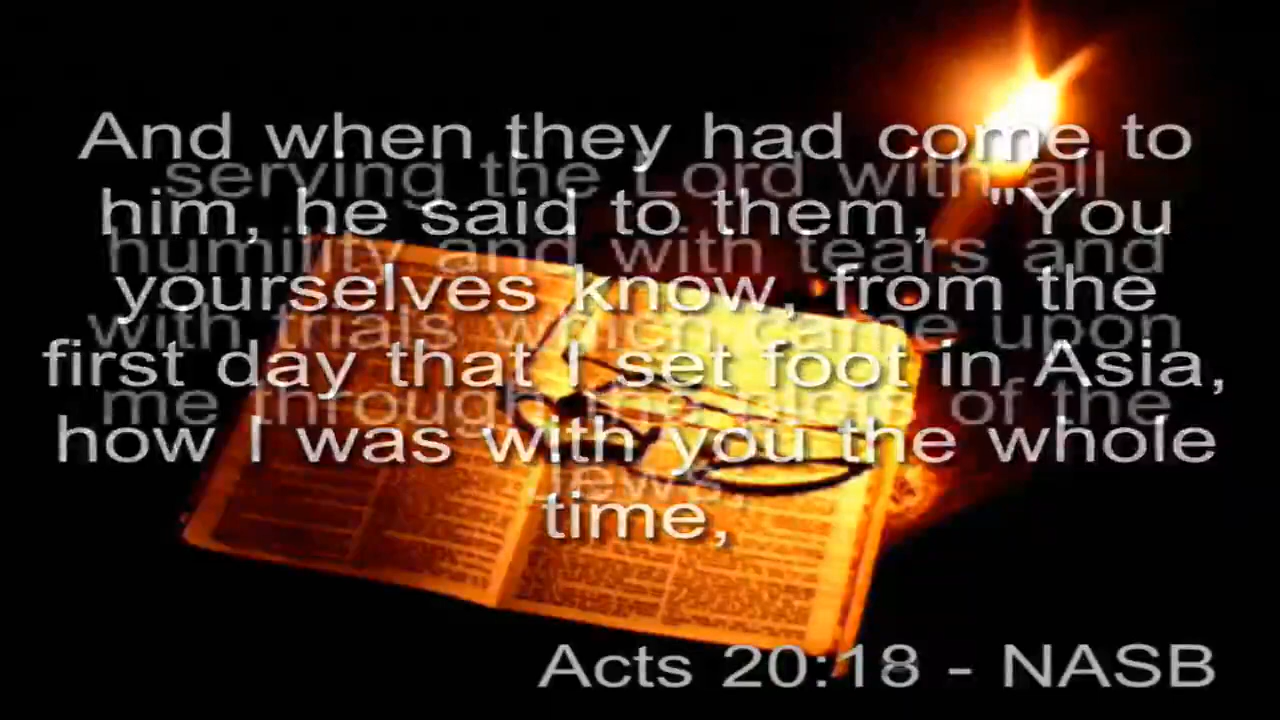 And when they had come to
him, he said to them, "You
yourselves know, from the
first day that I set foot in Asia,
how I was with you the whole
time,
serving the Lord with all
humility and with tears and
with trials which came upon
me through the plots of the
Jews,
Acts 20:18 - NASB